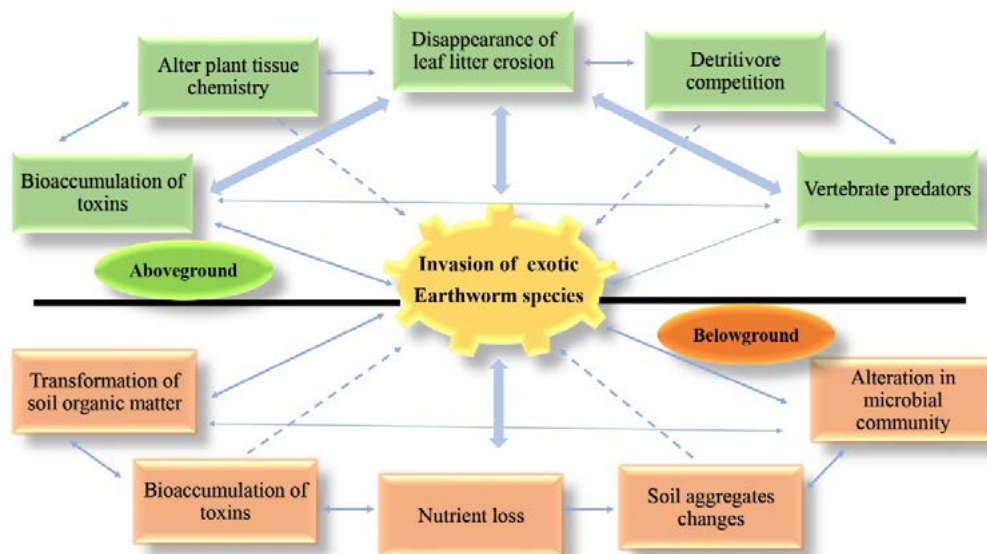 Disappearance of
leaf litter erosion
Alter plant tissue
chemistry
Detritivore
competition
Bioaccumulation of
toxins
Vertebrate predators
Aboveground
Invasion of exotic
Earthworm species
Belowground
Transformation of
soil organic matter
Alteration in
microbial
community
Bioaccumulation of
toxins
Nutrient loss
Soil aggregates
changes